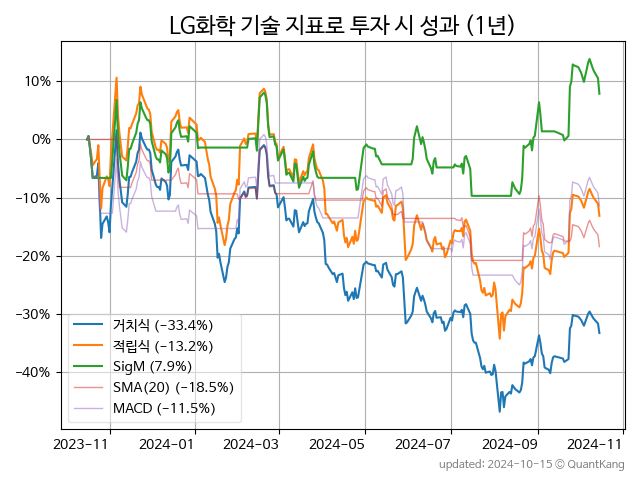 LG화학 기술 지표로 투자 시 성과 (1년)
10%
0%
−10%
−20%
−30%
−40%
거치식 (−33.4%)
적립식 (−13.2%)
SigM (7.9%)
SMA(20) (−18.5%)
MACD (−11.5%)
2023−11
2024−01
2024−03
2024−05
2024−07
2024−09
2024−11
updated: 2024−10−15 © QuantKang